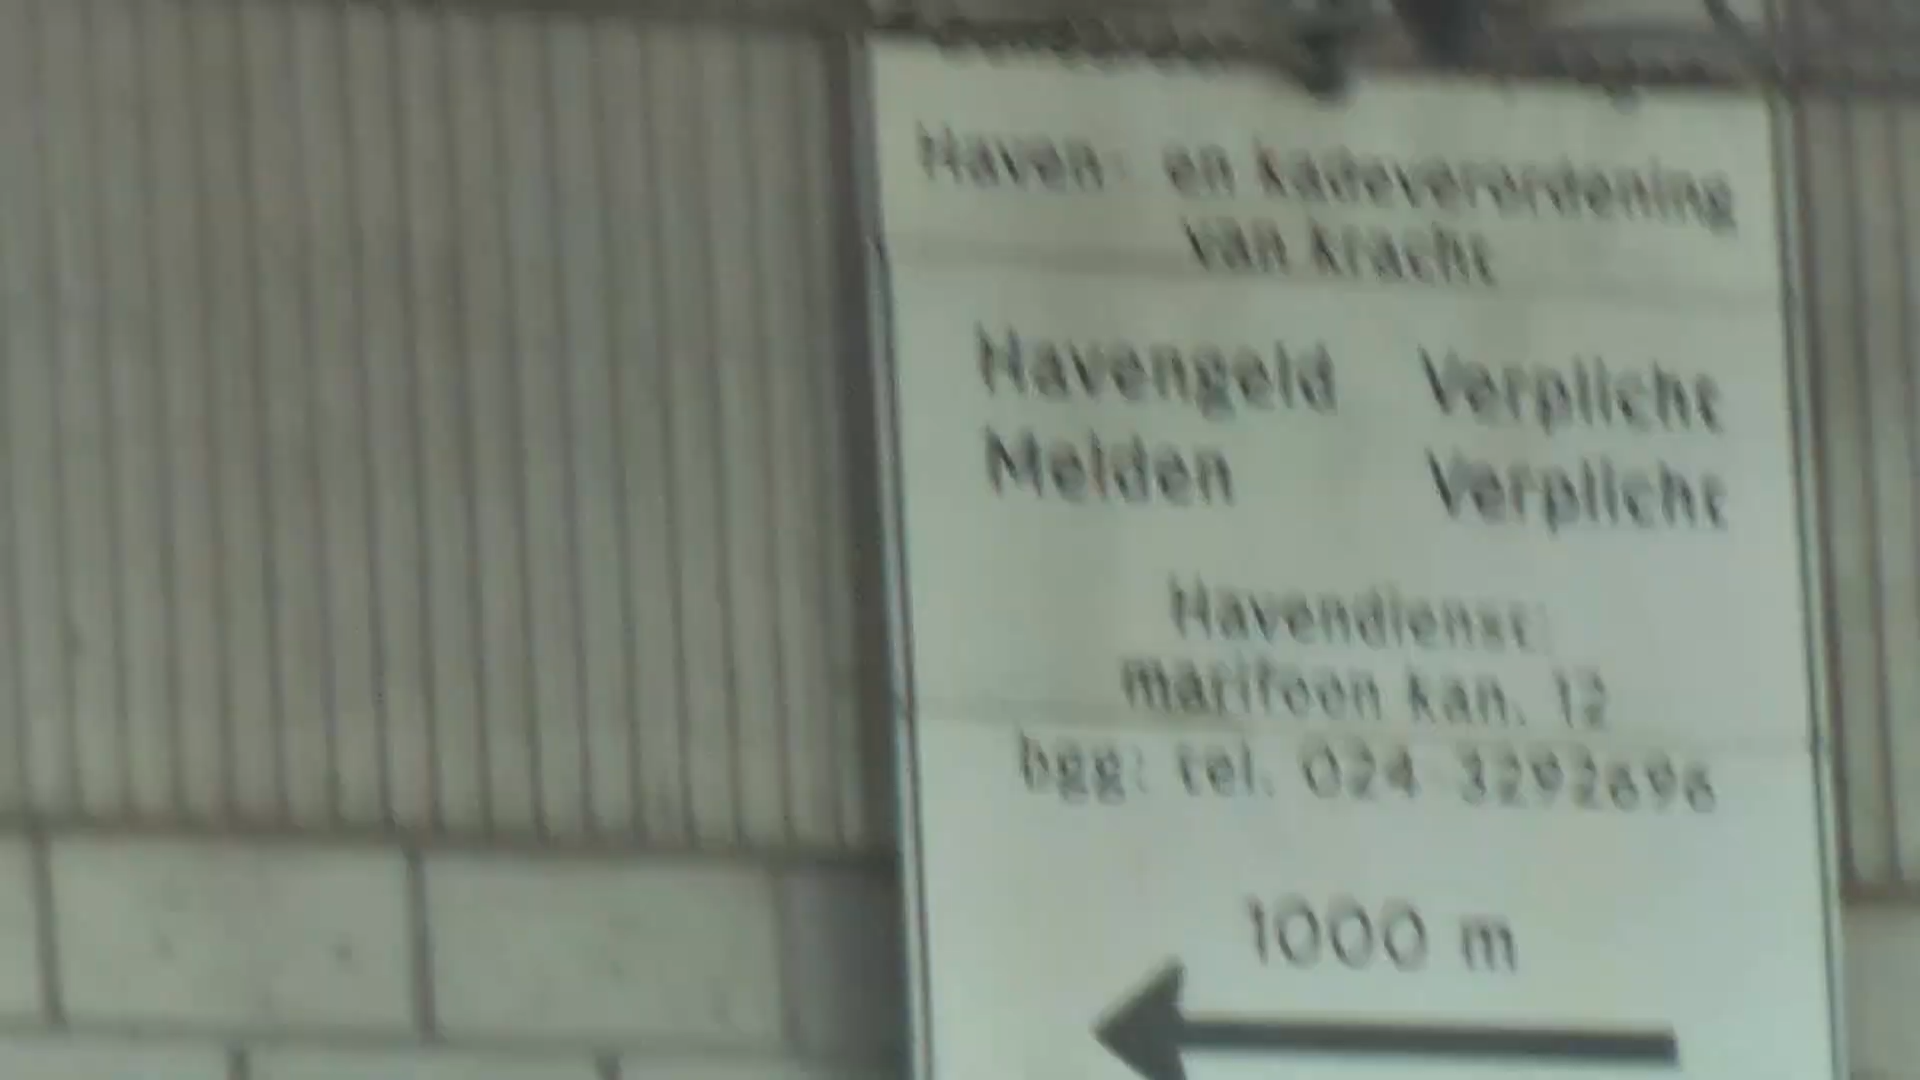 Haven- en kadeverordening
van kracht
Havengeld Verplicht
Melden Verplicht
Havendienst:
marifoon kan. 12
bgg: tel. 024 3292696
1000 m